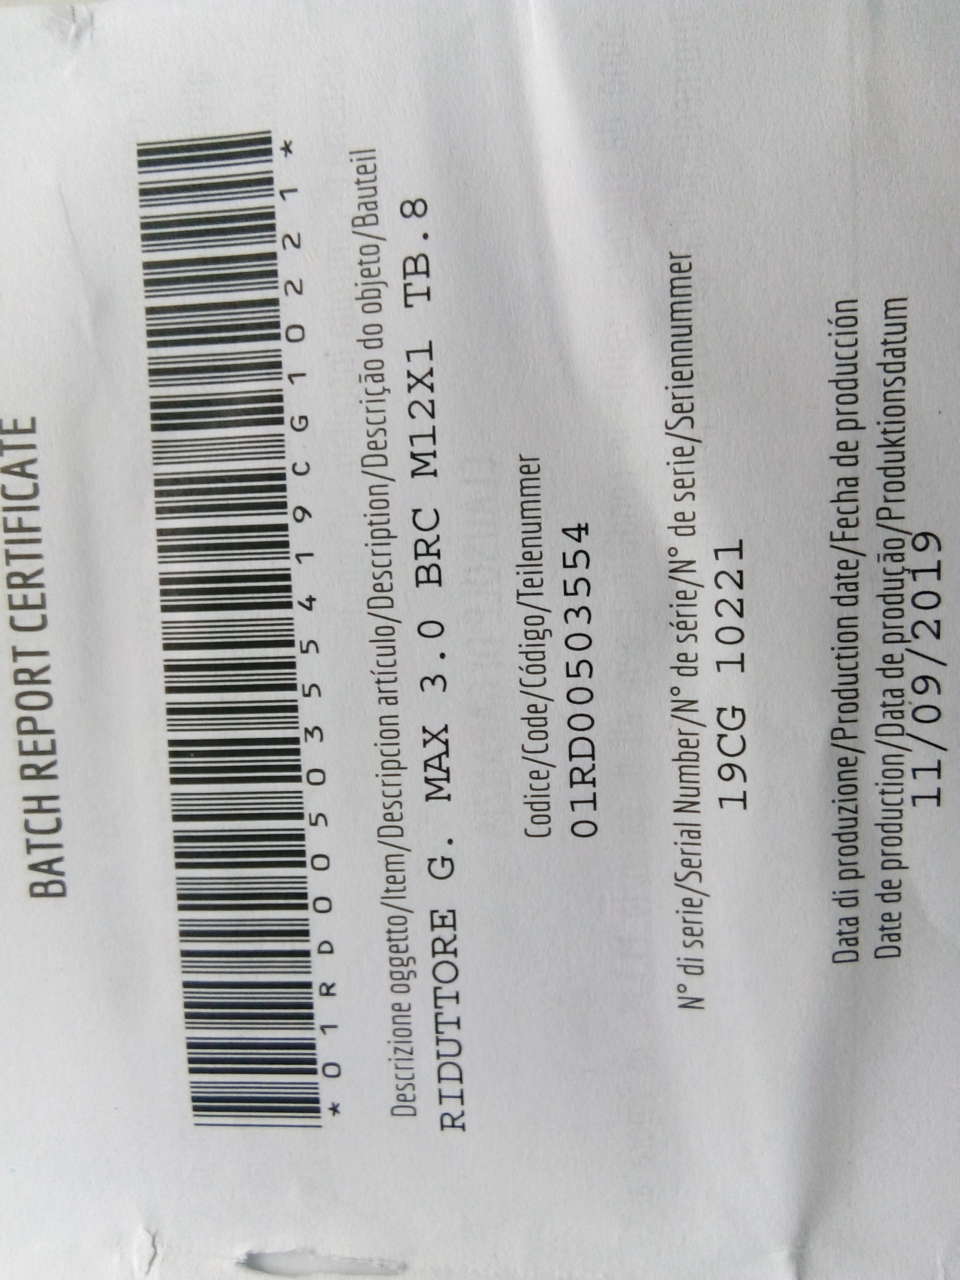 BATCH REPORT CERTIFICATE
*01RD0050355419CG10221*
Descrizione oggetto/Item/Descripcion artículo/Description/Descrição do objeto/Bauteil
RIDUTTORE G. MAX 3.0 BRC M12X1 TB.8
Codice/Code/Código/Teilenummer
01RD00503554
N° di serie/Serial Number/N° de série/N° de serie/Seriennummer
19CG 10221
Data di produzione/Production date/Fecha de producción
Date de production/Data de produção/Produktionsdatum
11/09/2019